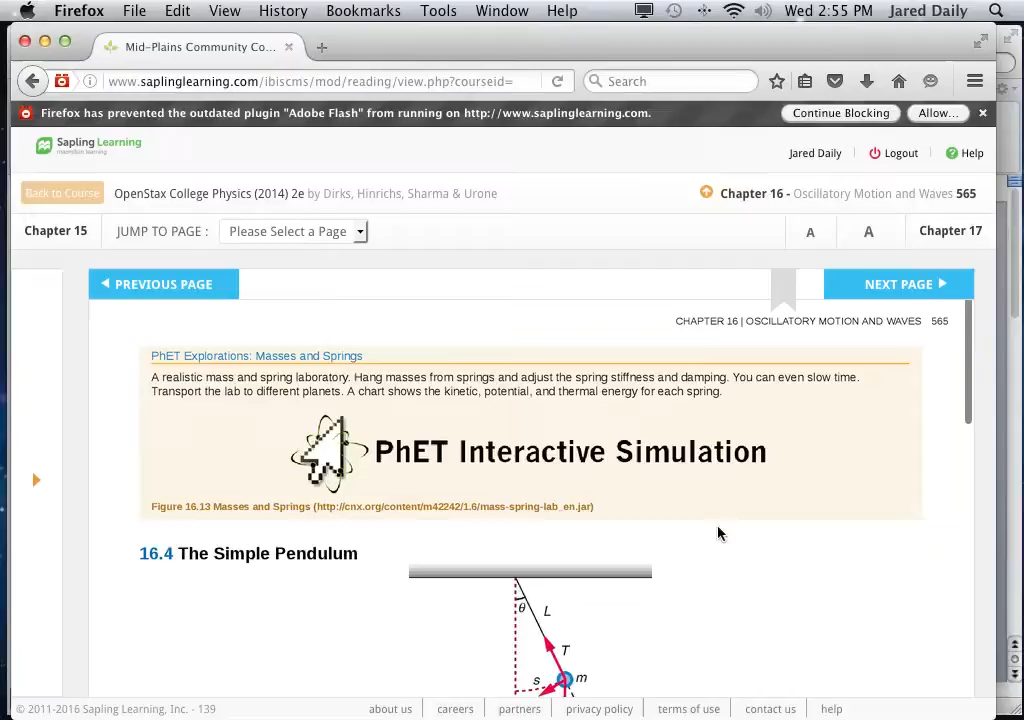 Firefox File Edit View History Bookmarks Tools Window Help Wed 2:55 PM Jared Daily
Mid-Plains Community Co...
www.saplinglearning.com/ibiscms/mod/reading/view.php?courseid= Search
Firefox has prevented the outdated plugin "Adobe Flash" from running on http://www.saplinglearning.com. Continue Blocking Allow...
Sapling Learning
macmillan learning
Jared Daily Logout Help
Back to Course OpenStax College Physics (2014) 2e by Dirks, Hinrichs, Sharma & Urone Chapter 16 - Oscillatory Motion and Waves 565
Chapter 15 JUMP TO PAGE : Please Select a Page A A Chapter 17
PREVIOUS PAGE NEXT PAGE
CHAPTER 16 | OSCILLATORY MOTION AND WAVES 565
PhET Explorations: Masses and Springs
A realistic mass and spring laboratory. Hang masses from springs and adjust the spring stiffness and damping. You can even slow time.
Transport the lab to different planets. A chart shows the kinetic, potential, and thermal energy for each spring.
PhET Interactive Simulation
Figure 16.13 Masses and Springs (http://cnx.org/content/m42242/1.6/mass-spring-lab_en.jar)
16.4 The Simple Pendulum
θ L
T
s m
© 2011-2016 Sapling Learning, Inc. - 139 about us careers partners privacy policy terms of use contact us help